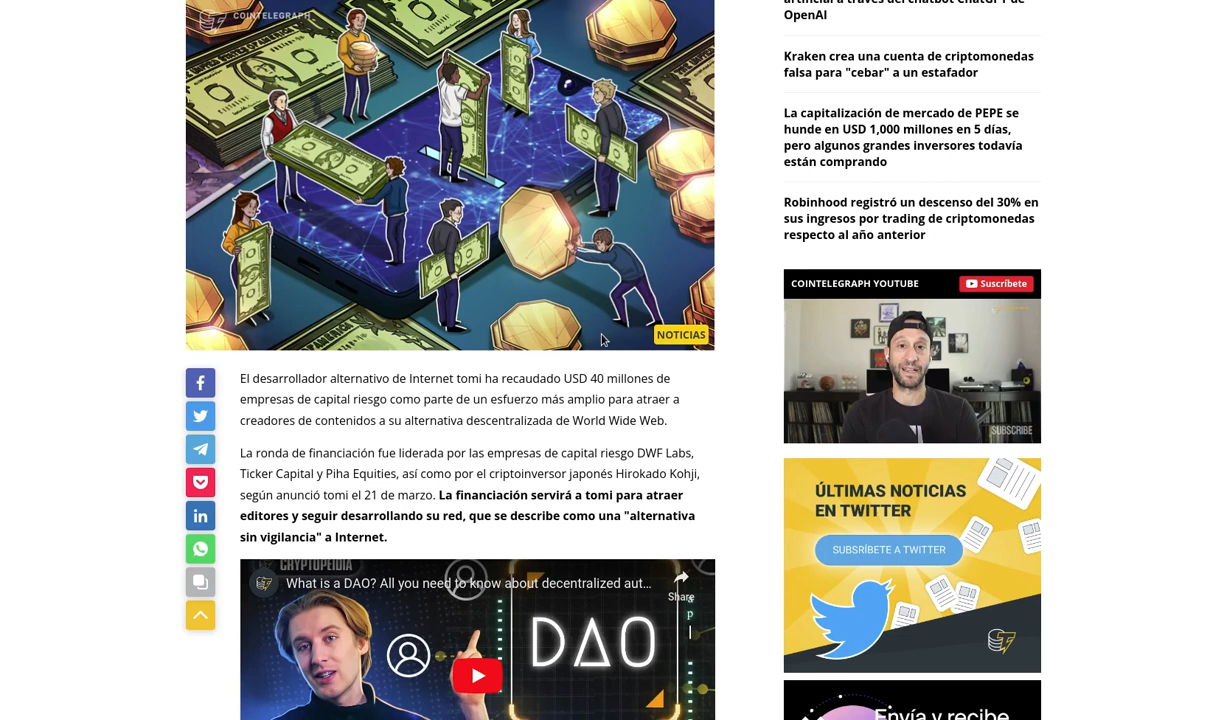 COINTELEGRAPH
NOTICIAS
El desarrollador alternativo de Internet tomi ha recaudado USD 40 millones de
empresas de capital riesgo como parte de un esfuerzo más amplio para atraer a
creadores de contenidos a su alternativa descentralizada de World Wide Web.
La ronda de financiación fue liderada por las empresas de capital riesgo DWF Labs,
Ticker Capital y Piha Equities, así como por el criptoinversor japonés Hirokado Kohji,
según anunció tomi el 21 de marzo. La financiación servirá a tomi para atraer
editores y seguir desarrollando su red, que se describe como una "alternativa
sin vigilancia" a Internet.
CRYPTOPEDIA
What is a DAO? All you need to know about decentralized aut...
Share
DAO
OpenAI
Kraken crea una cuenta de criptomonedas
falsa para "cebar" a un estafador
La capitalización de mercado de PEPE se
hunde en USD 1,000 millones en 5 días,
pero algunos grandes inversores todavía
están comprando
Robinhood registró un descenso del 30% en
sus ingresos por trading de criptomonedas
respecto al año anterior
COINTELEGRAPH YOUTUBE
Suscríbete
SUBSCRIBE
ÚLTIMAS NOTICIAS
EN TWITTER
SUBSRÍBETE A TWITTER
Envía y recibe